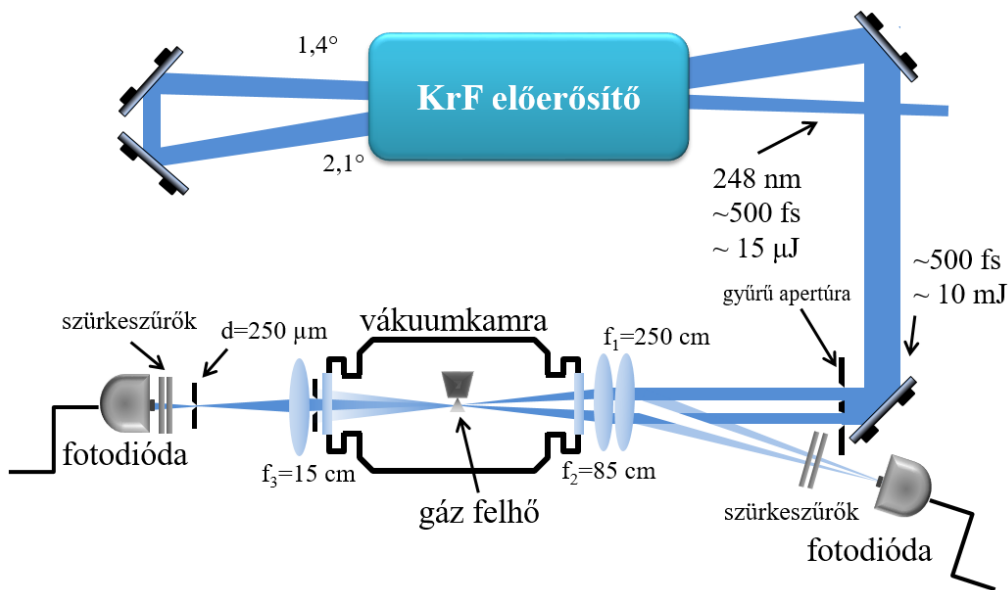 1,4°
KrF előerősítő
2,1°
248 nm
~500 fs
~ 15 µJ
~500 fs
~ 10 mJ
gyűrű apertúra
szürkeszűrők
d=250 µm
vákuumkamra
f₁=250 cm
fotodióda
f₃=15 cm
gáz felhő
f₂=85 cm
szürkeszűrők
fotodióda